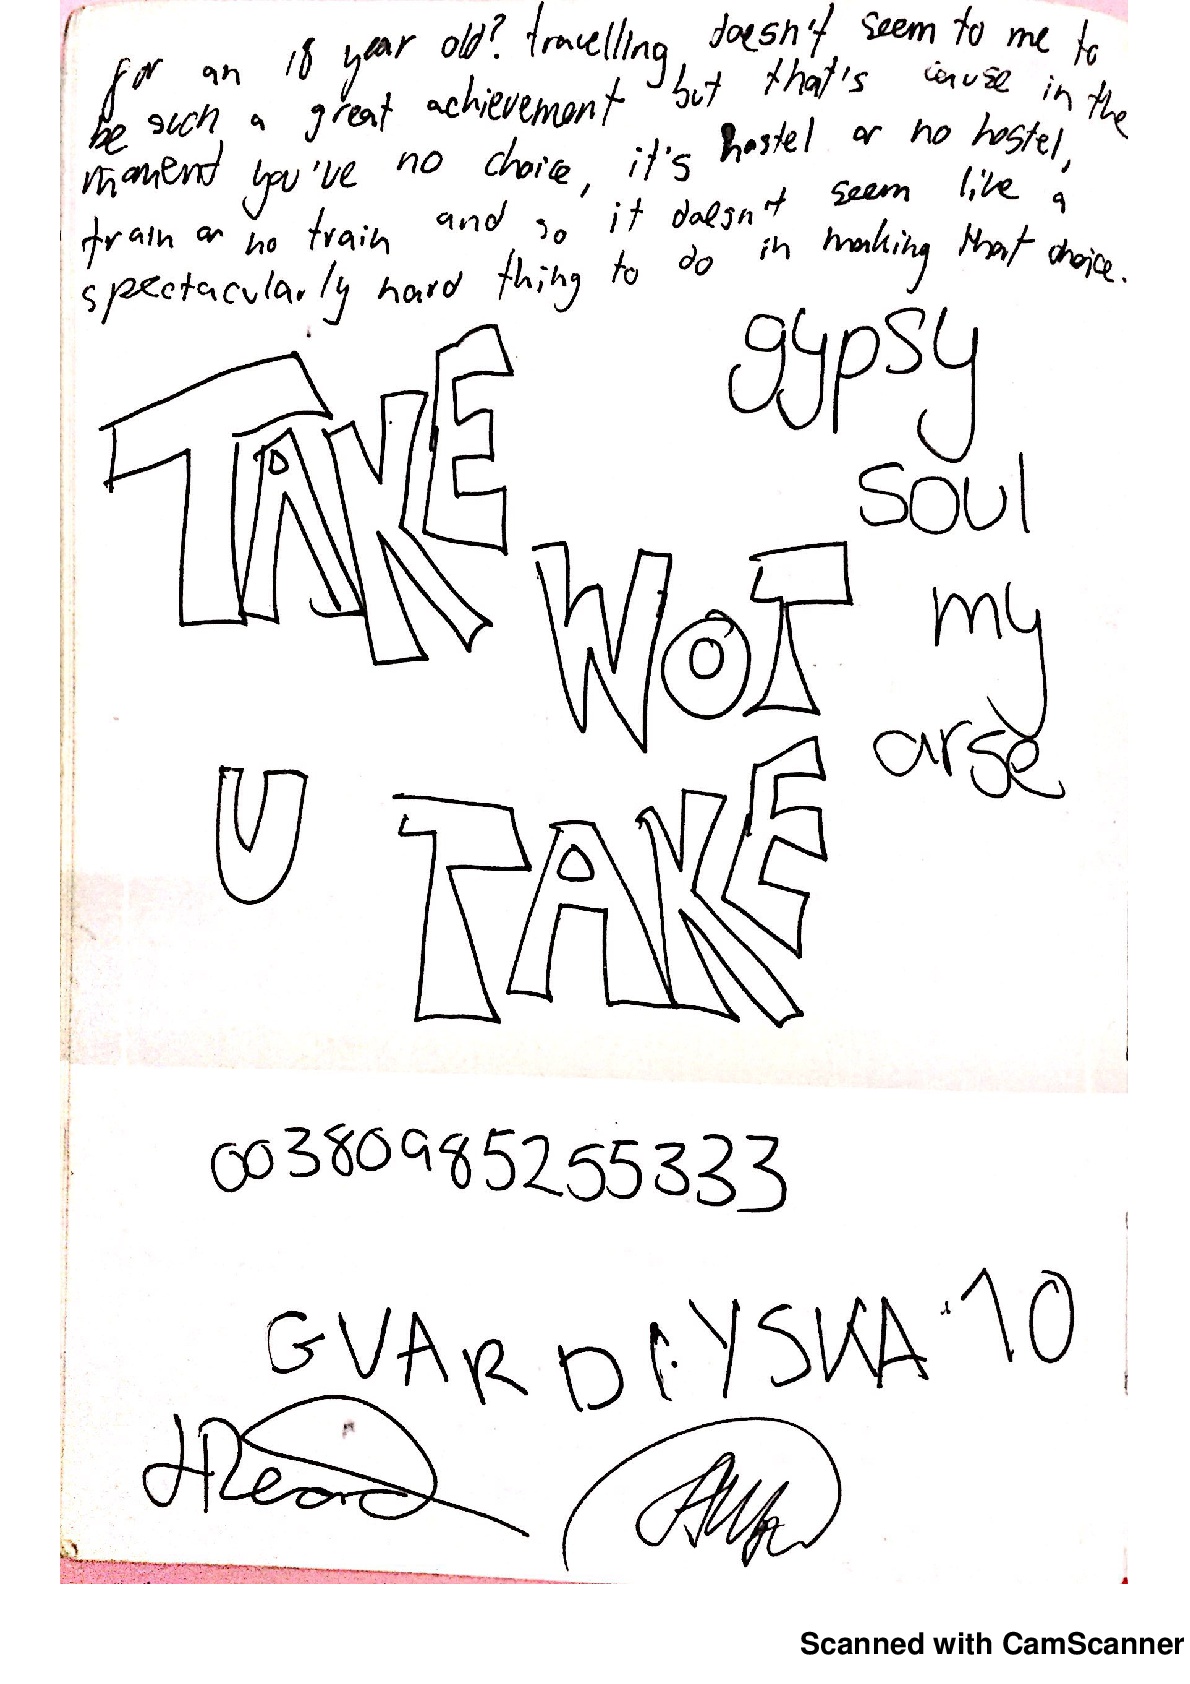 for an 18 year old? travelling doesn't seem to me to
be such a great achievement but that's cause in the
moment you've no choice, it's hostel or no hostel,
train or no train and so it doesn't seem like a
spectacularly hard thing to do in making that choice.
gypsy
soul
my
arse
TAKE
WOT
U TAKE
00380985255333
GVARDIYSKA 10